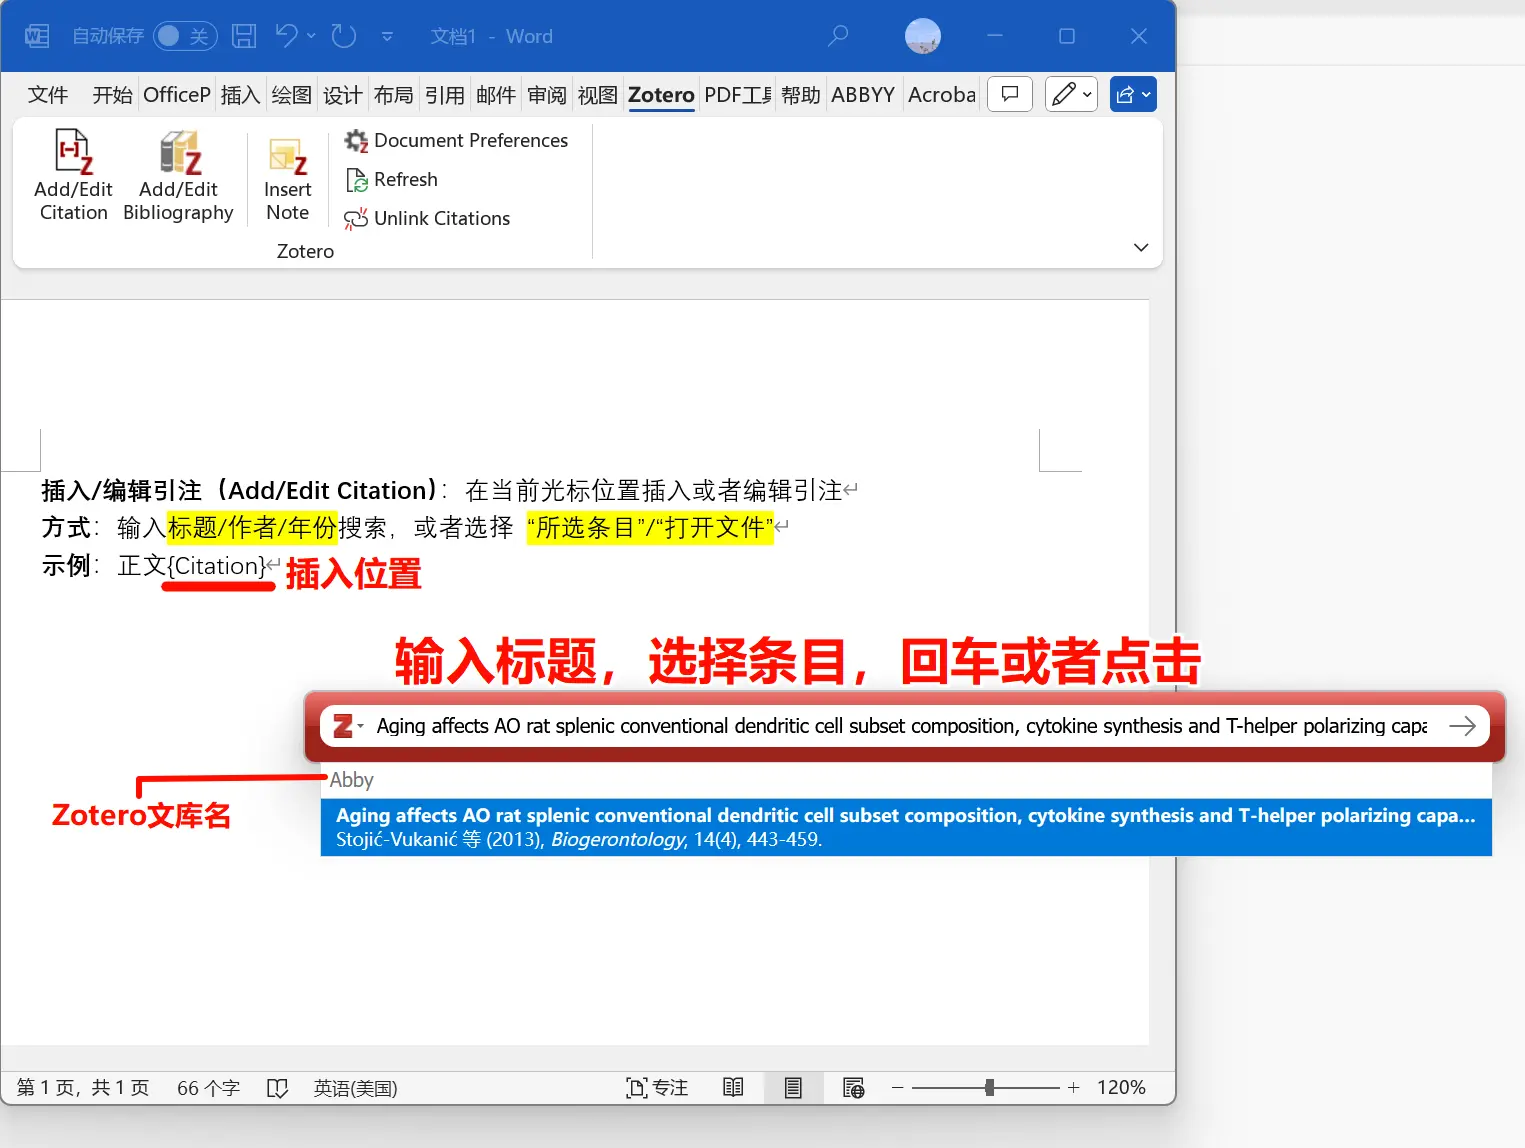 自动保存 关 文档1 - Word
文件 开始 OfficeP 插入 绘图 设计 布局 引用 邮件 审阅 视图 Zotero PDF工具 帮助 ABBYY Acroba
Add/Edit Citation
Add/Edit Bibliography
Insert Note
Document Preferences
Refresh
Unlink Citations
Zotero
插入/编辑引注（Add/Edit Citation）：在当前光标位置插入或者编辑引注↵
方式：输入标题/作者/年份搜索，或者选择 “所选条目”/“打开文件”↵
示例：正文{Citation}↵ 插入位置
输入标题，选择条目，回车或者点击
Z Aging affects AO rat splenic conventional dendritic cell subset composition, cytokine synthesis and T-helper polarizing capa
Abby
Zotero文库名
Aging affects AO rat splenic conventional dendritic cell subset composition, cytokine synthesis and T-helper polarizing capa...
Stojić-Vukanić 等 (2013), Biogerontology, 14(4), 443-459.
第 1 页，共 1 页 66 个字 英语(美国) 专注 120%